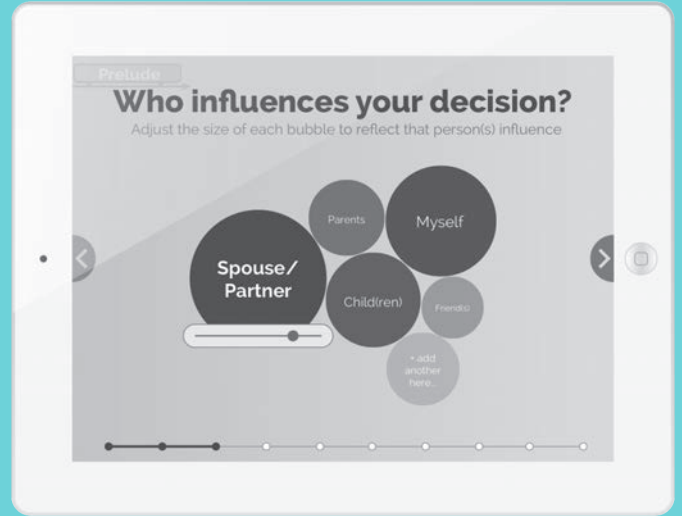 Prelude
Who influences your decision?
Adjust the size of each bubble to reflect that person(s) influence
Parents
Myself
Spouse/
Partner
Child(ren)
Friend(s)
+ add
another
here...